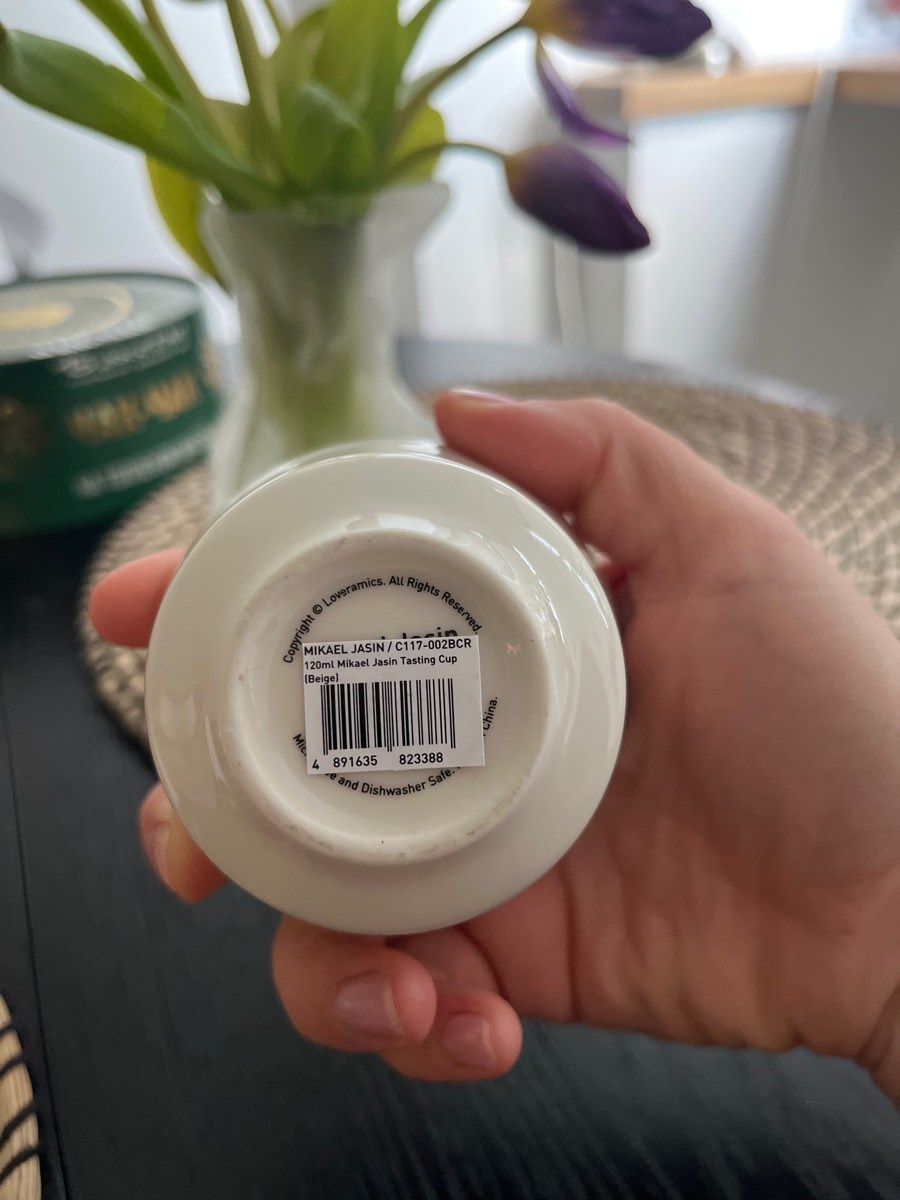 Copyright © Loveramics. All Rights Reserved.
Jasin
MIKAEL JASIN / C117-002BCR
120ml Mikael Jasin Tasting Cup
(Beige)
4 891635 823388
e and Dishwasher Safe.
China.